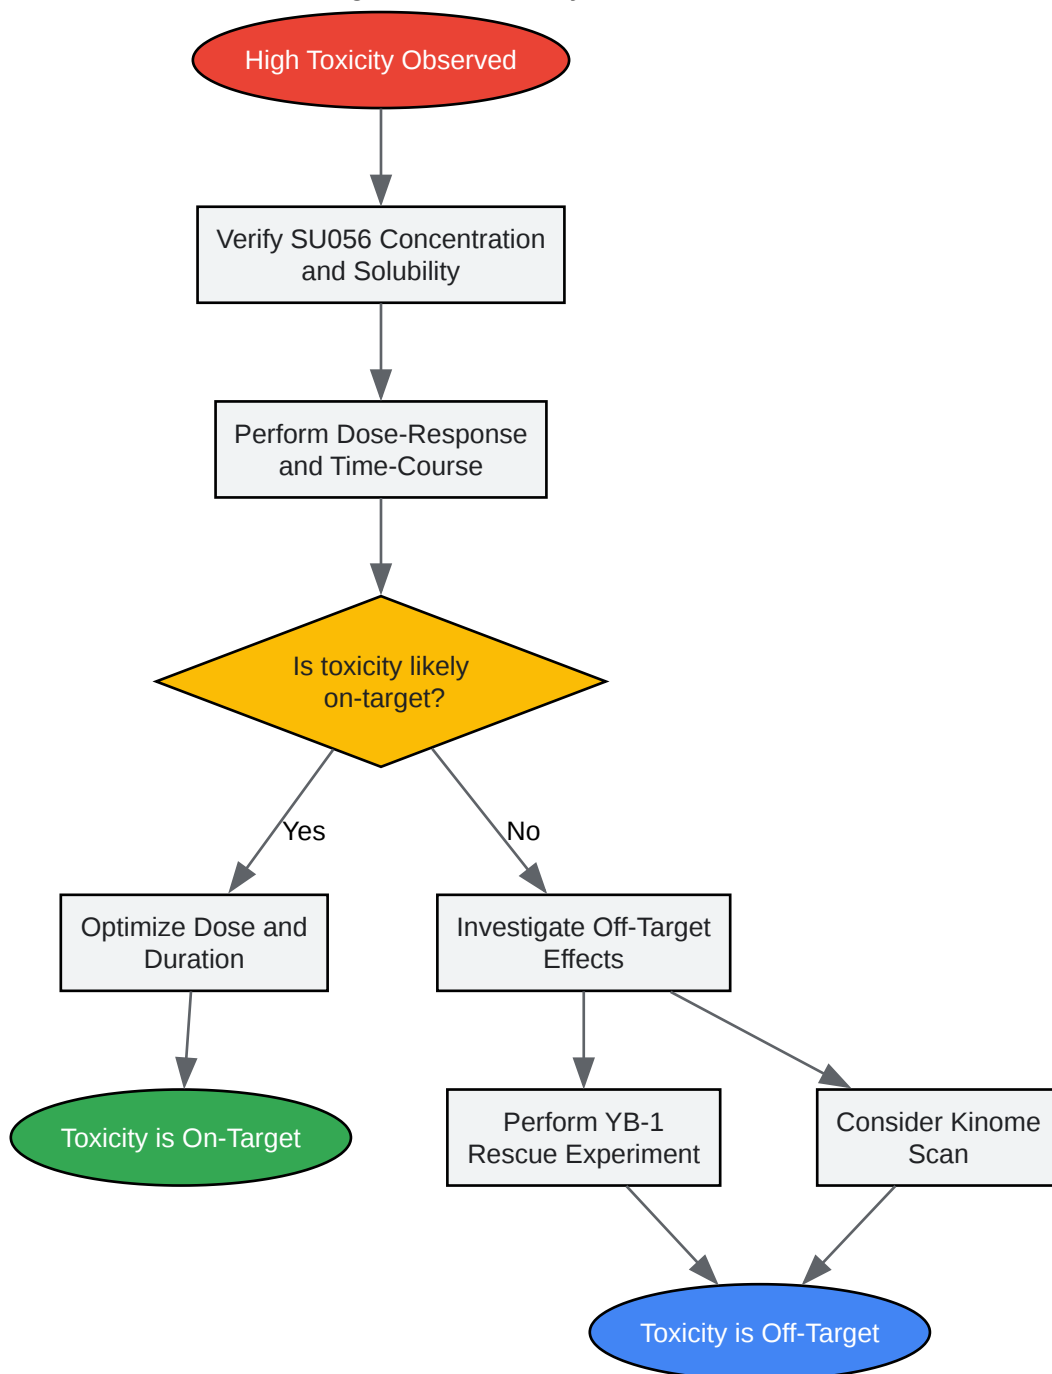 High Toxicity Observed
Verify SU056 Concentration
and Solubility
Perform Dose-Response
and Time-Course
Is toxicity likely
on-target?
Yes
No
Optimize Dose and
Duration
Investigate Off-Target
Effects
Toxicity is On-Target
Perform YB-1
Rescue Experiment
Consider Kinome
Scan
Toxicity is Off-Target